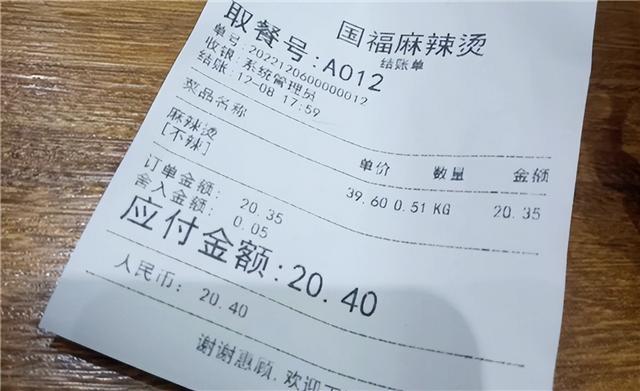 国福麻辣烫
结账单
取餐号:A012
单号:2022120600000012
收银:系统管理员
结账:12-08 17:59
菜品名称 单价 数量 金额
麻辣烫 39.60 0.51 KG 20.35
[不辣]
订单金额: 20.35
舍入金额: 0.05
应付金额:20.40
人民币: 20.40
谢谢惠顾,欢迎